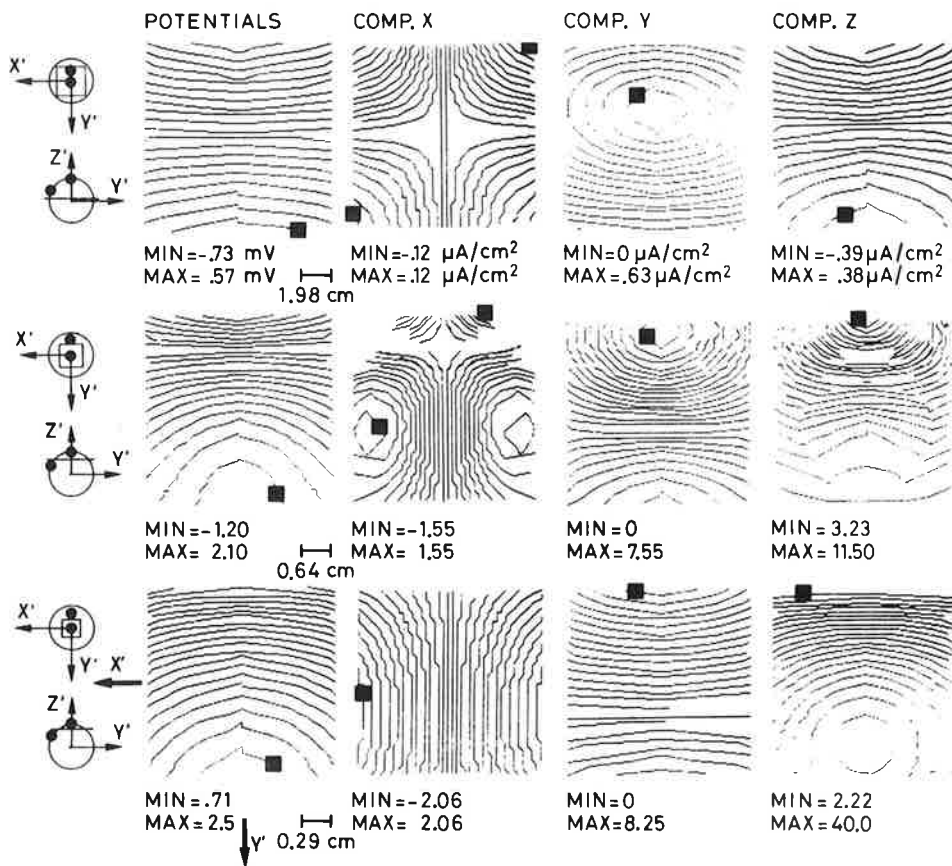 POTENTIALS COMP. X COMP. Y COMP. Z
X'
Y'
Z'
Y'
MIN=-.73 mV MIN=-.12 µA/cm² MIN=0 µA/cm² MIN=-.39 µA/cm²
MAX= .57 mV MAX= .12 µA/cm² MAX=.63 µA/cm² MAX= .38 µA/cm²
1.98 cm
X'
Y'
Z'
Y'
MIN=-1.20 MIN=-1.55 MIN=0 MIN= 3.23
MAX= 2.10 MAX= 1.55 MAX=7.55 MAX= 11.50
0.64 cm
X'
Y' X'
Z'
Y'
MIN= .71 MIN=-2.06 MIN=0 MIN= 2.22
MAX= 2.5 MAX= 2.06 MAX= 8.25 MAX= 40.0
Y' 0.29 cm